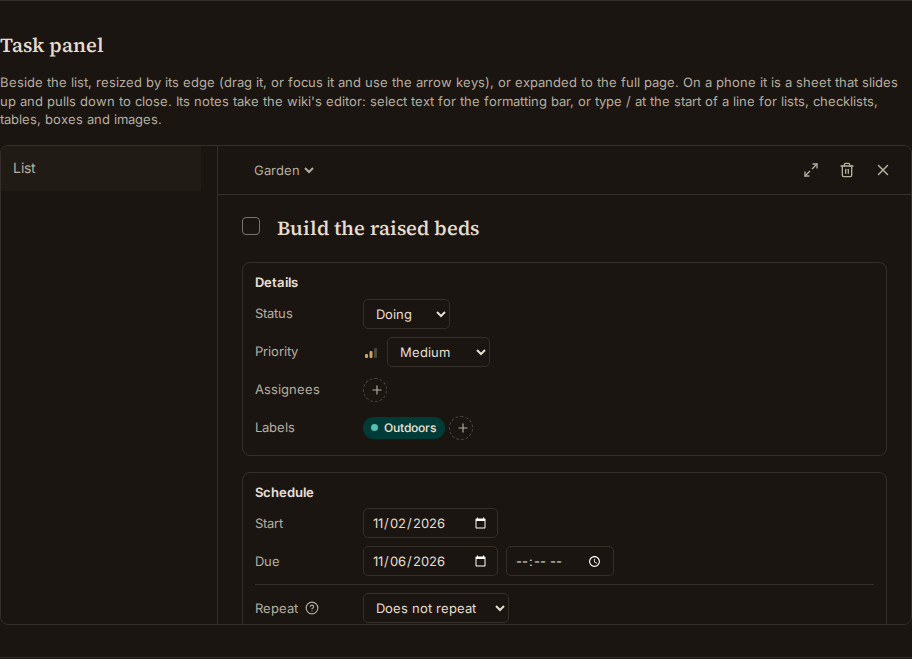 Task panel
Beside the list, resized by its edge (drag it, or focus it and use the arrow keys), or expanded to the full page. On a phone it is a sheet that slides
up and pulls down to close. Its notes take the wiki's editor: select text for the formatting bar, or type / at the start of a line for lists, checklists,
tables, boxes and images.
List
Garden
Build the raised beds
Details
Status Doing
Priority Medium
Assignees +
Labels Outdoors +
Schedule
Start 11/02/2026
Due 11/06/2026 --:-- --
Repeat ? Does not repeat